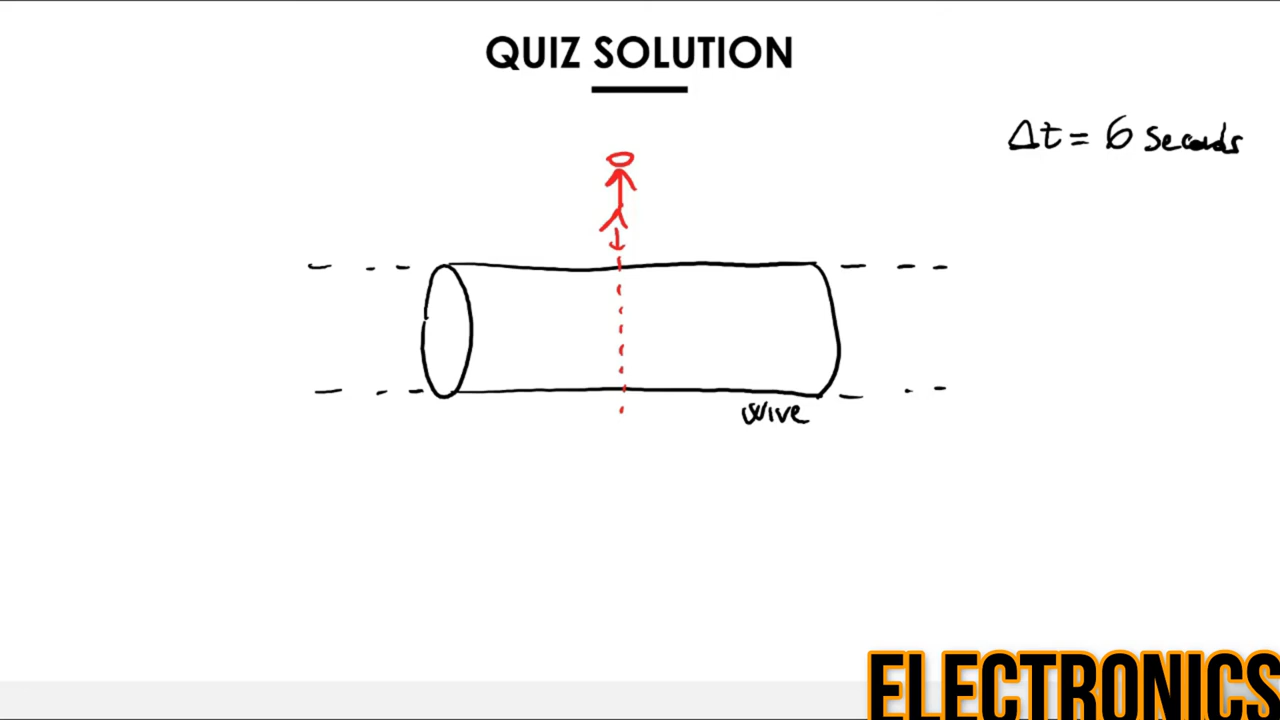 QUIZ SOLUTION
Δt = 6 Seconds
wire
ELECTRONICS